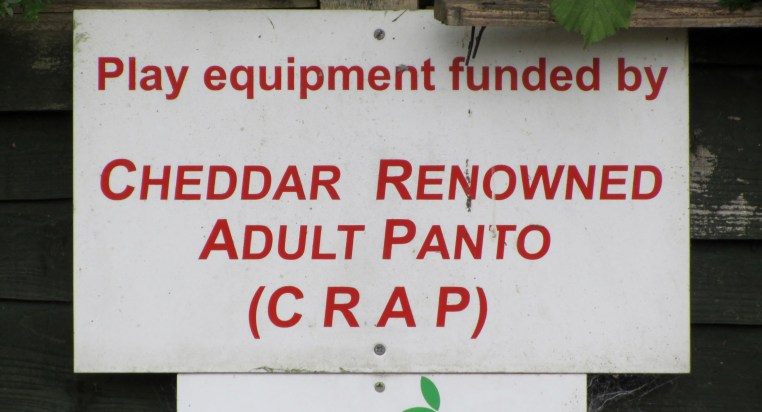 Play equipment funded by
CHEDDAR RENOWNED
ADULT PANTO
(C R A P)